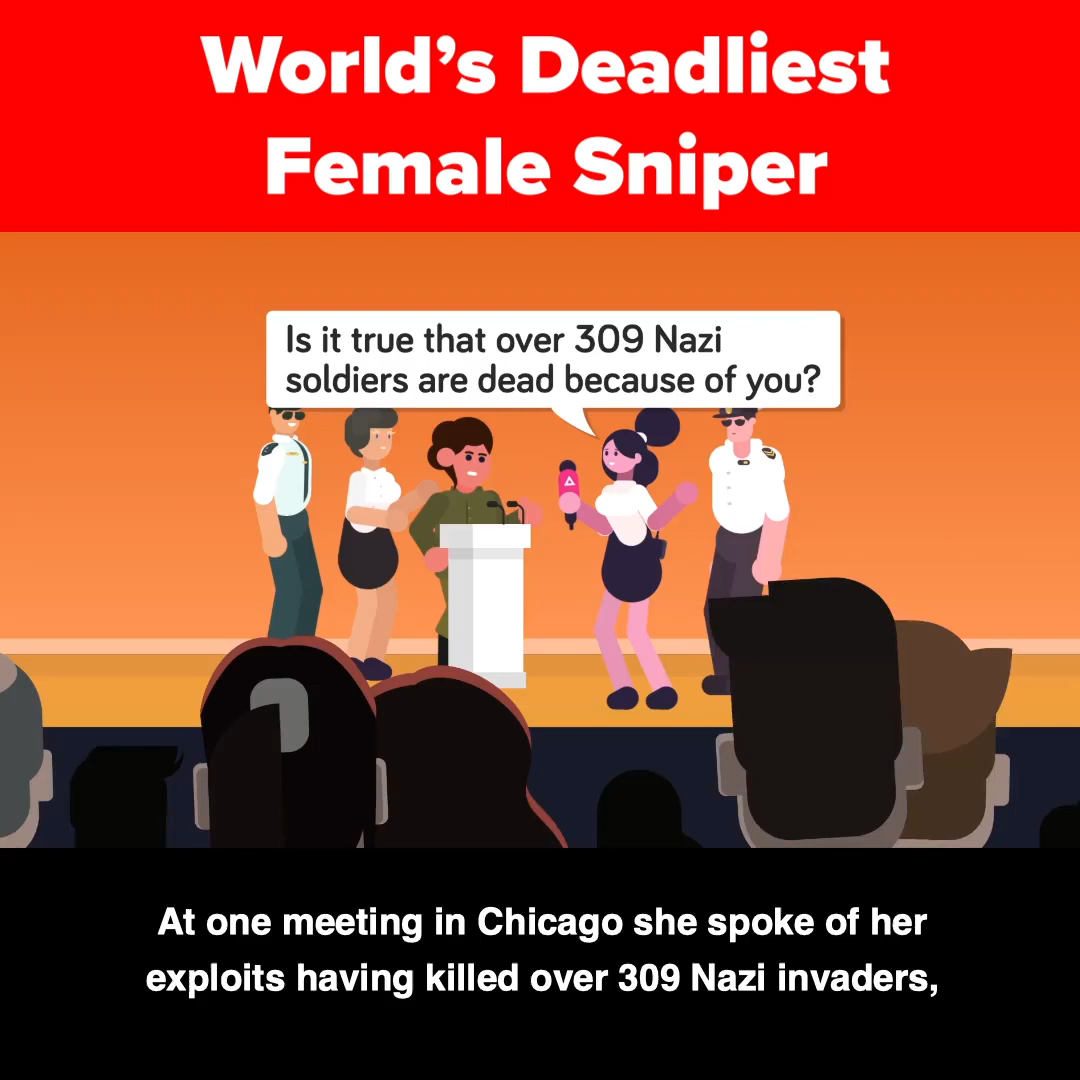 World’s Deadliest
Female Sniper
Is it true that over 309 Nazi
soldiers are dead because of you?
At one meeting in Chicago she spoke of her
exploits having killed over 309 Nazi invaders,